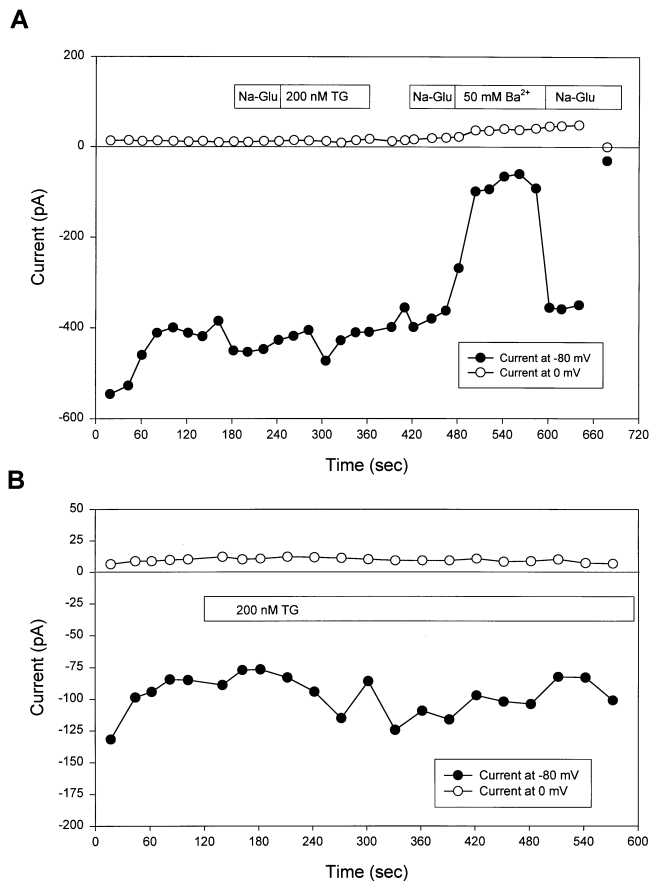 A
200
0
-200
-400
-600
Current (pA)
Na-Glu 200 nM TG Na-Glu 50 mM Ba2+ Na-Glu
Current at -80 mV
Current at 0 mV
0 60 120 180 240 300 360 420 480 540 600 660 720
Time (sec)
B
50
25
0
-25
-50
-75
-100
-125
-150
-175
-200
Current (pA)
200 nM TG
Current at -80 mV
Current at 0 mV
0 60 120 180 240 300 360 420 480 540 600
Time (sec)